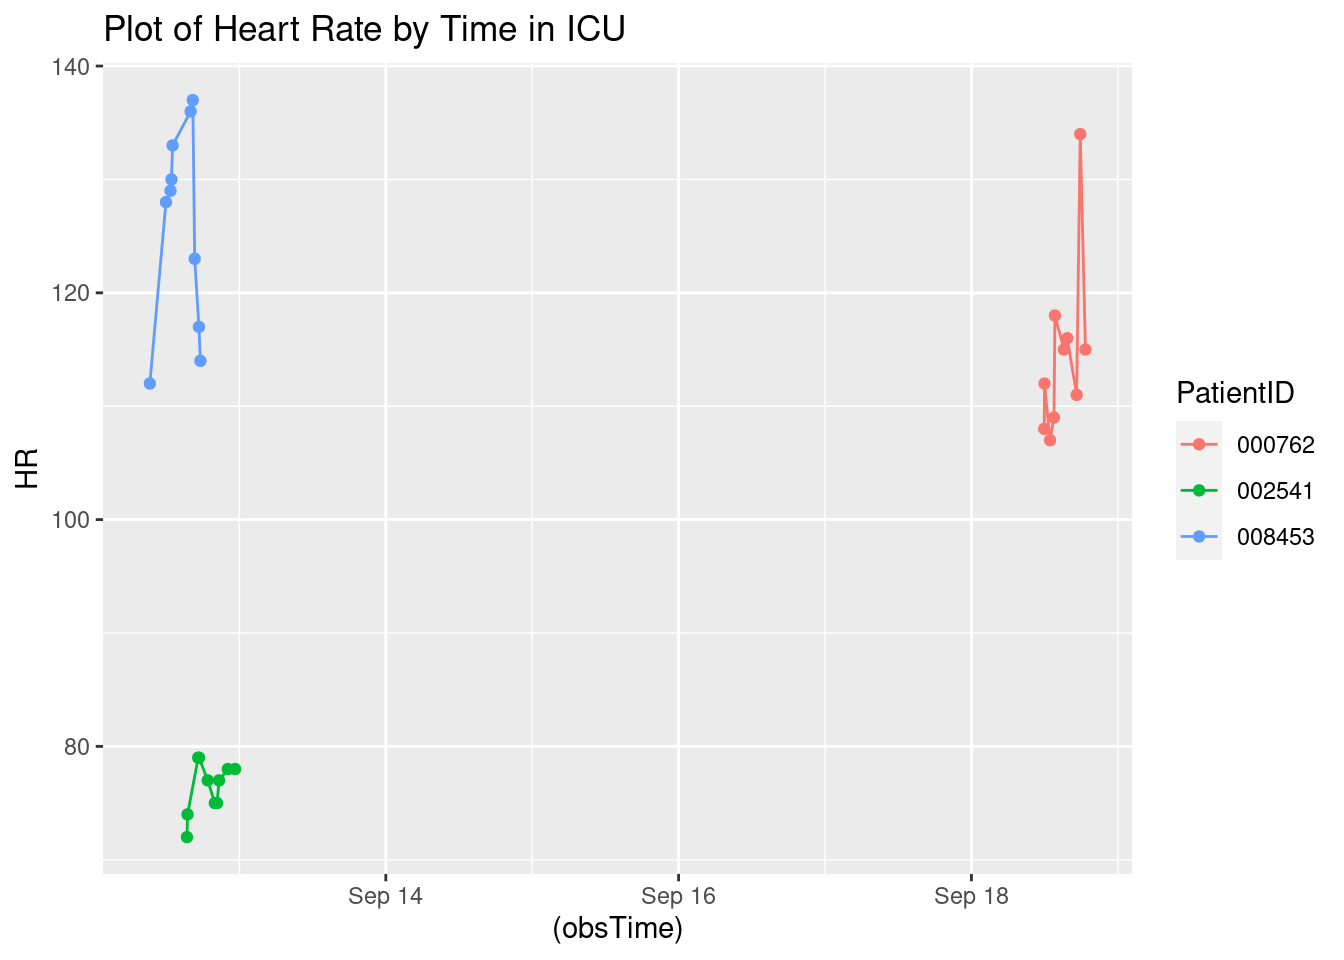 Plot of Heart Rate by Time in ICU
140
120
100
80
HR
Sep 14
Sep 16
Sep 18
(obsTime)
PatientID
000762
002541
008453